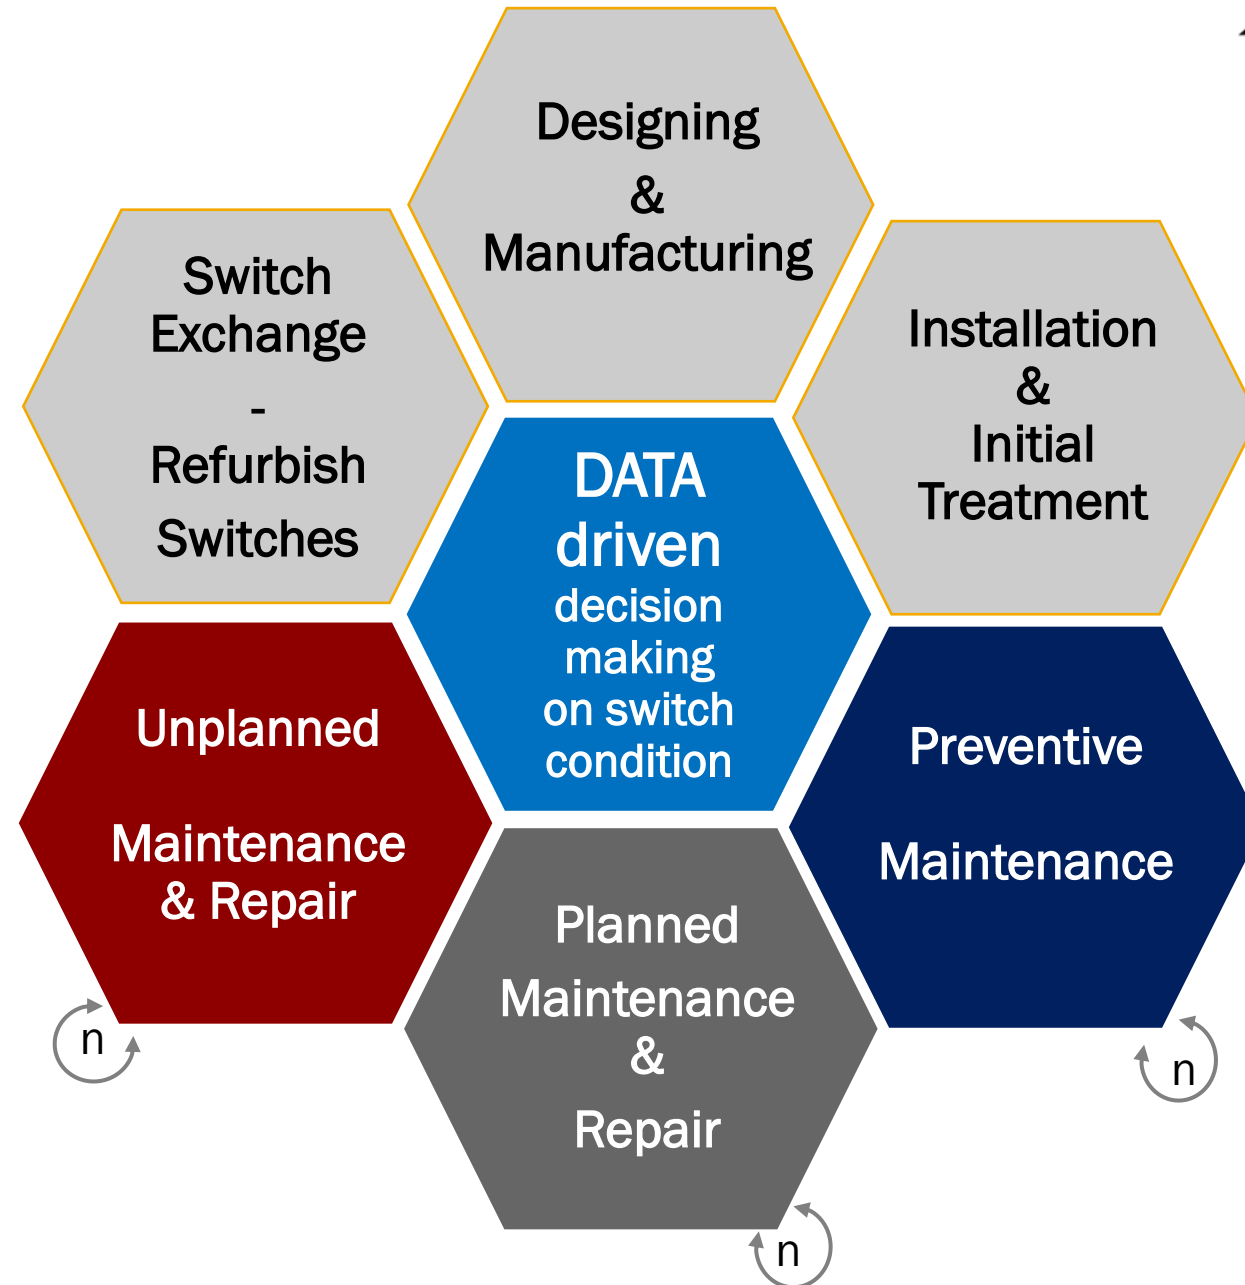 Designing
&
Manufacturing
Switch
Exchange
-
Refurbish
Switches
Installation
&
Initial
Treatment
DATA
driven
decision
making
on switch
condition
Unplanned
Maintenance
& Repair
Preventive
Maintenance
Planned
Maintenance
&
Repair
n
n
n